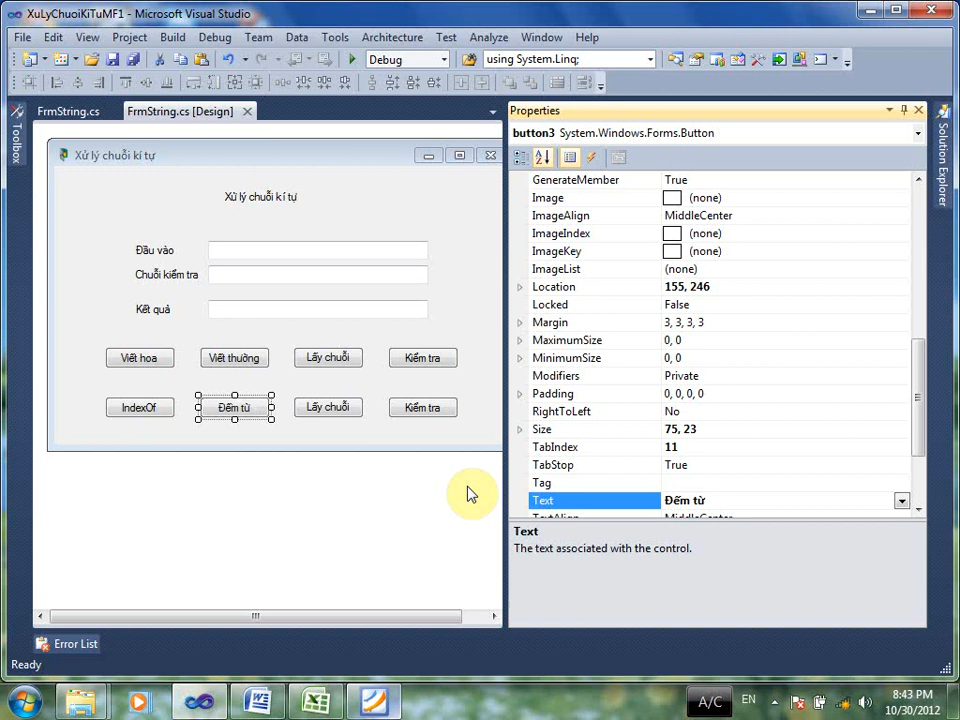 XuLyChuoiKiTuMF1 - Microsoft Visual Studio
File Edit View Project Build Debug Team Data Tools Architecture Test Analyze Window Help
Debug using System.Linq;
FrmString.cs FrmString.cs [Design]
Toolbox
Xử lý chuỗi kí tự
Xử lý chuỗi kí tự
Đầu vào
Chuỗi kiểm tra
Kết quả
Viết hoa Viết thường Lấy chuỗi Kiểm tra
IndexOf Đếm từ Lấy chuỗi Kiểm tra
Properties
button3 System.Windows.Forms.Button
GenerateMember True
Image (none)
ImageAlign MiddleCenter
ImageIndex (none)
ImageKey (none)
ImageList (none)
Location 155, 246
Locked False
Margin 3, 3, 3, 3
MaximumSize 0, 0
MinimumSize 0, 0
Modifiers Private
Padding 0, 0, 0, 0
RightToLeft No
Size 75, 23
TabIndex 11
TabStop True
Tag
Text Đếm từ
TextAlign MiddleCenter
Text
The text associated with the control.
Solution Explorer
Error List
Ready
A/C EN 8:43 PM
10/30/2012